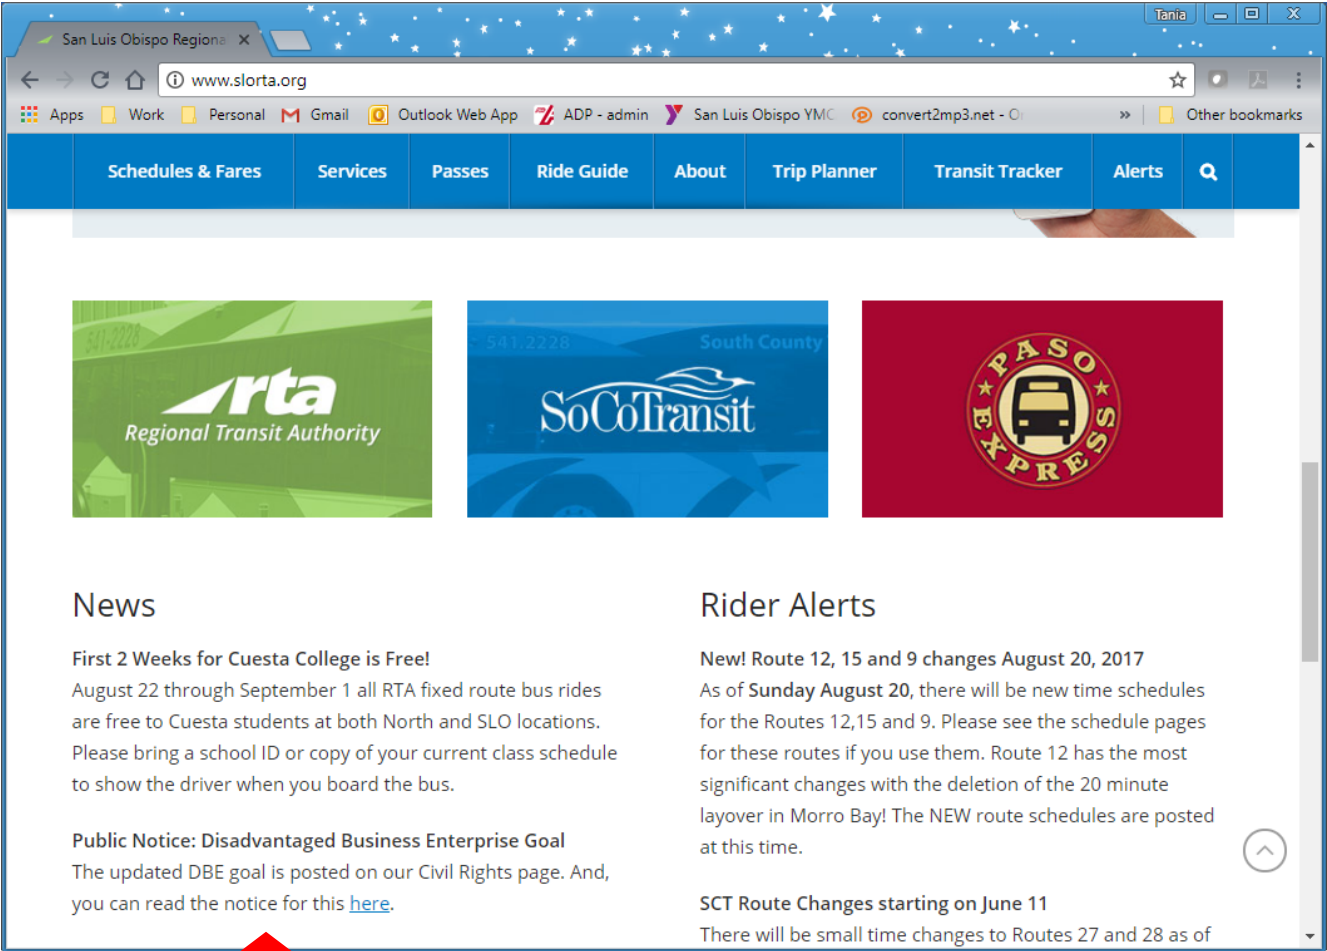 Tania
San Luis Obispo Regiona
www.slorta.org
Apps Work Personal Gmail Outlook Web App ADP - admin San Luis Obispo YMC convert2mp3.net - O » Other bookmarks
Schedules & Fares Services Passes Ride Guide About Trip Planner Transit Tracker Alerts
541-2228
rta
Regional Transit Authority
541.2228 South County
SoCoTransit
PASO EXPRESS
News
First 2 Weeks for Cuesta College is Free!
August 22 through September 1 all RTA fixed route bus rides
are free to Cuesta students at both North and SLO locations.
Please bring a school ID or copy of your current class schedule
to show the driver when you board the bus.
Public Notice: Disadvantaged Business Enterprise Goal
The updated DBE goal is posted on our Civil Rights page. And,
you can read the notice for this here.
Rider Alerts
New! Route 12, 15 and 9 changes August 20, 2017
As of Sunday August 20, there will be new time schedules
for the Routes 12,15 and 9. Please see the schedule pages
for these routes if you use them. Route 12 has the most
significant changes with the deletion of the 20 minute
layover in Morro Bay! The NEW route schedules are posted
at this time.
SCT Route Changes starting on June 11
There will be small time changes to Routes 27 and 28 as of